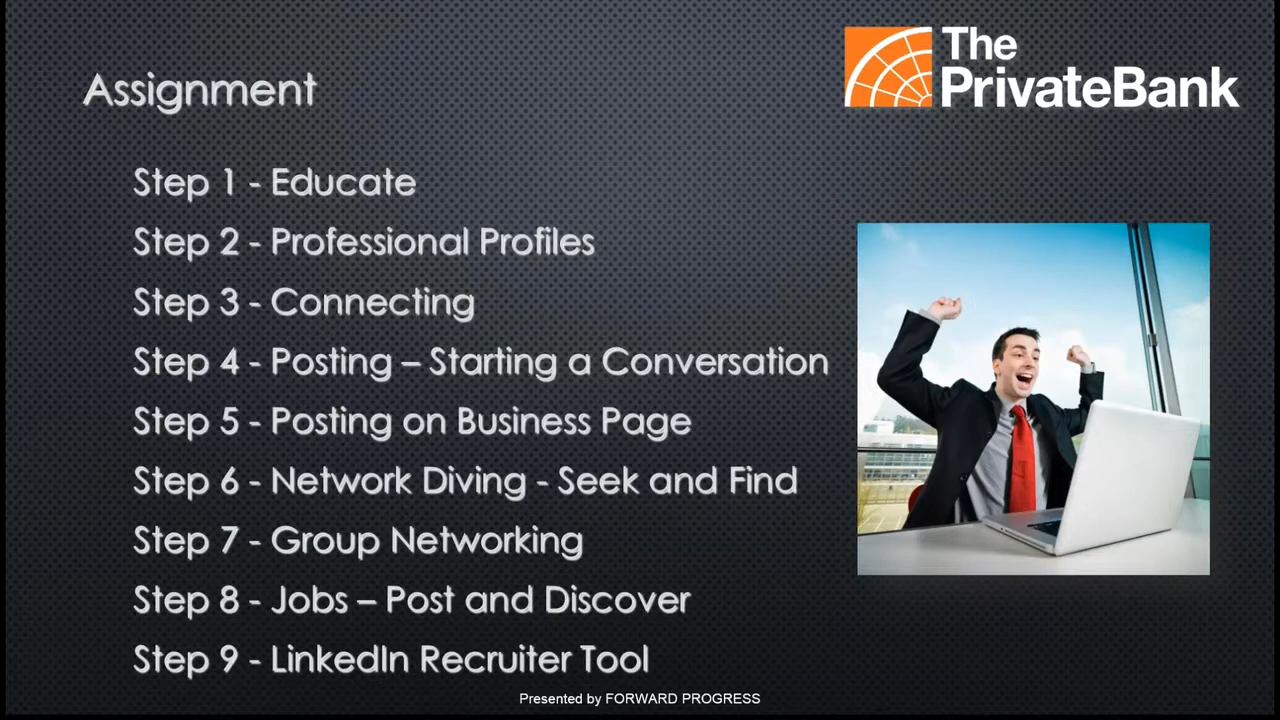 Assignment
The
PrivateBank
Step 1 - Educate
Step 2 - Professional Profiles
Step 3 - Connecting
Step 4 - Posting – Starting a Conversation
Step 5 - Posting on Business Page
Step 6 - Network Diving - Seek and Find
Step 7 - Group Networking
Step 8 - Jobs – Post and Discover
Step 9 - LinkedIn Recruiter Tool
Presented by FORWARD PROGRESS